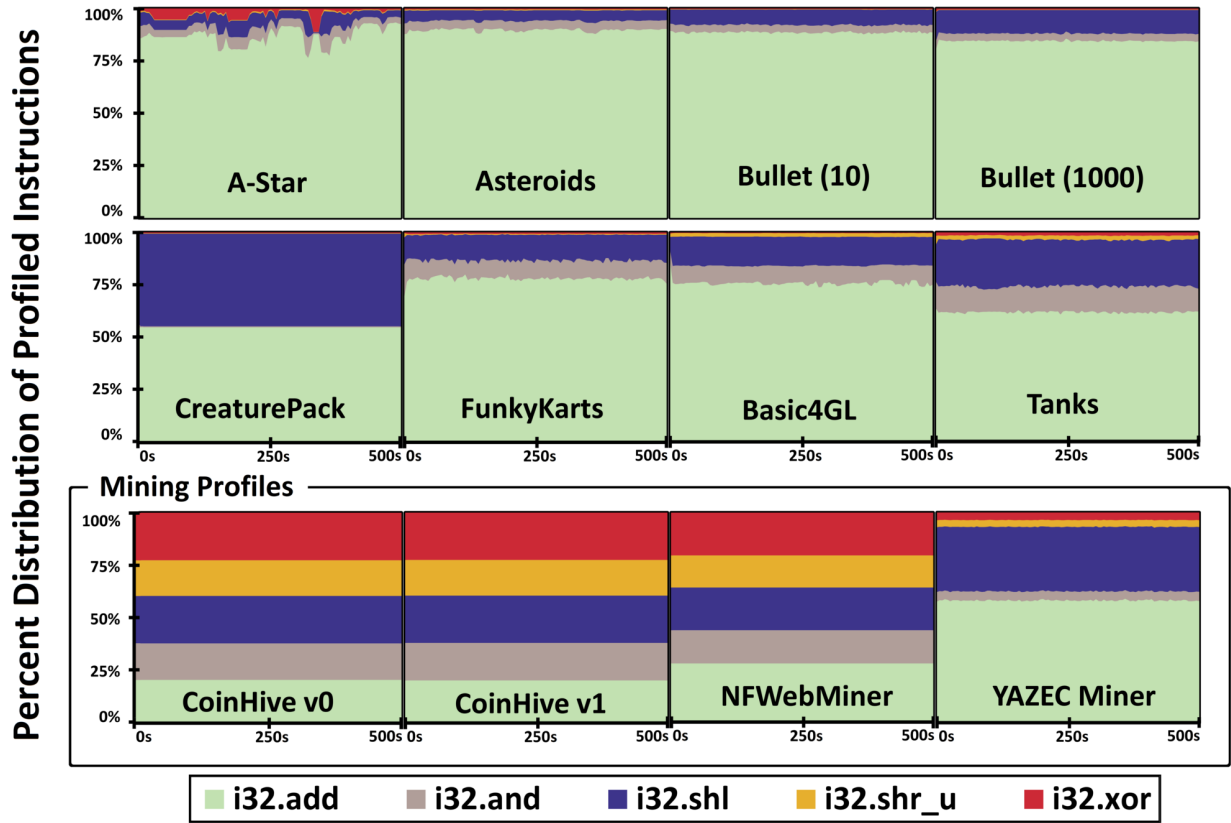 Percent Distribution of Profiled Instructions
100%
75%
50%
25%
0%
A-Star
Asteroids
Bullet (10)
Bullet (1000)
100%
75%
50%
25%
0%
CreaturePack
FunkyKarts
Basic4GL
Tanks
0s 250s 500s 0s 250s 500s 0s 250s 500s 0s 250s 500s
Mining Profiles
100%
75%
50%
25%
0%
CoinHive v0
CoinHive v1
NFWebMiner
YAZEC Miner
0s 250s 500s 0s 250s 500s 0s 250s 500s 0s 250s 500s
i32.add i32.and i32.shl i32.shr_u i32.xor